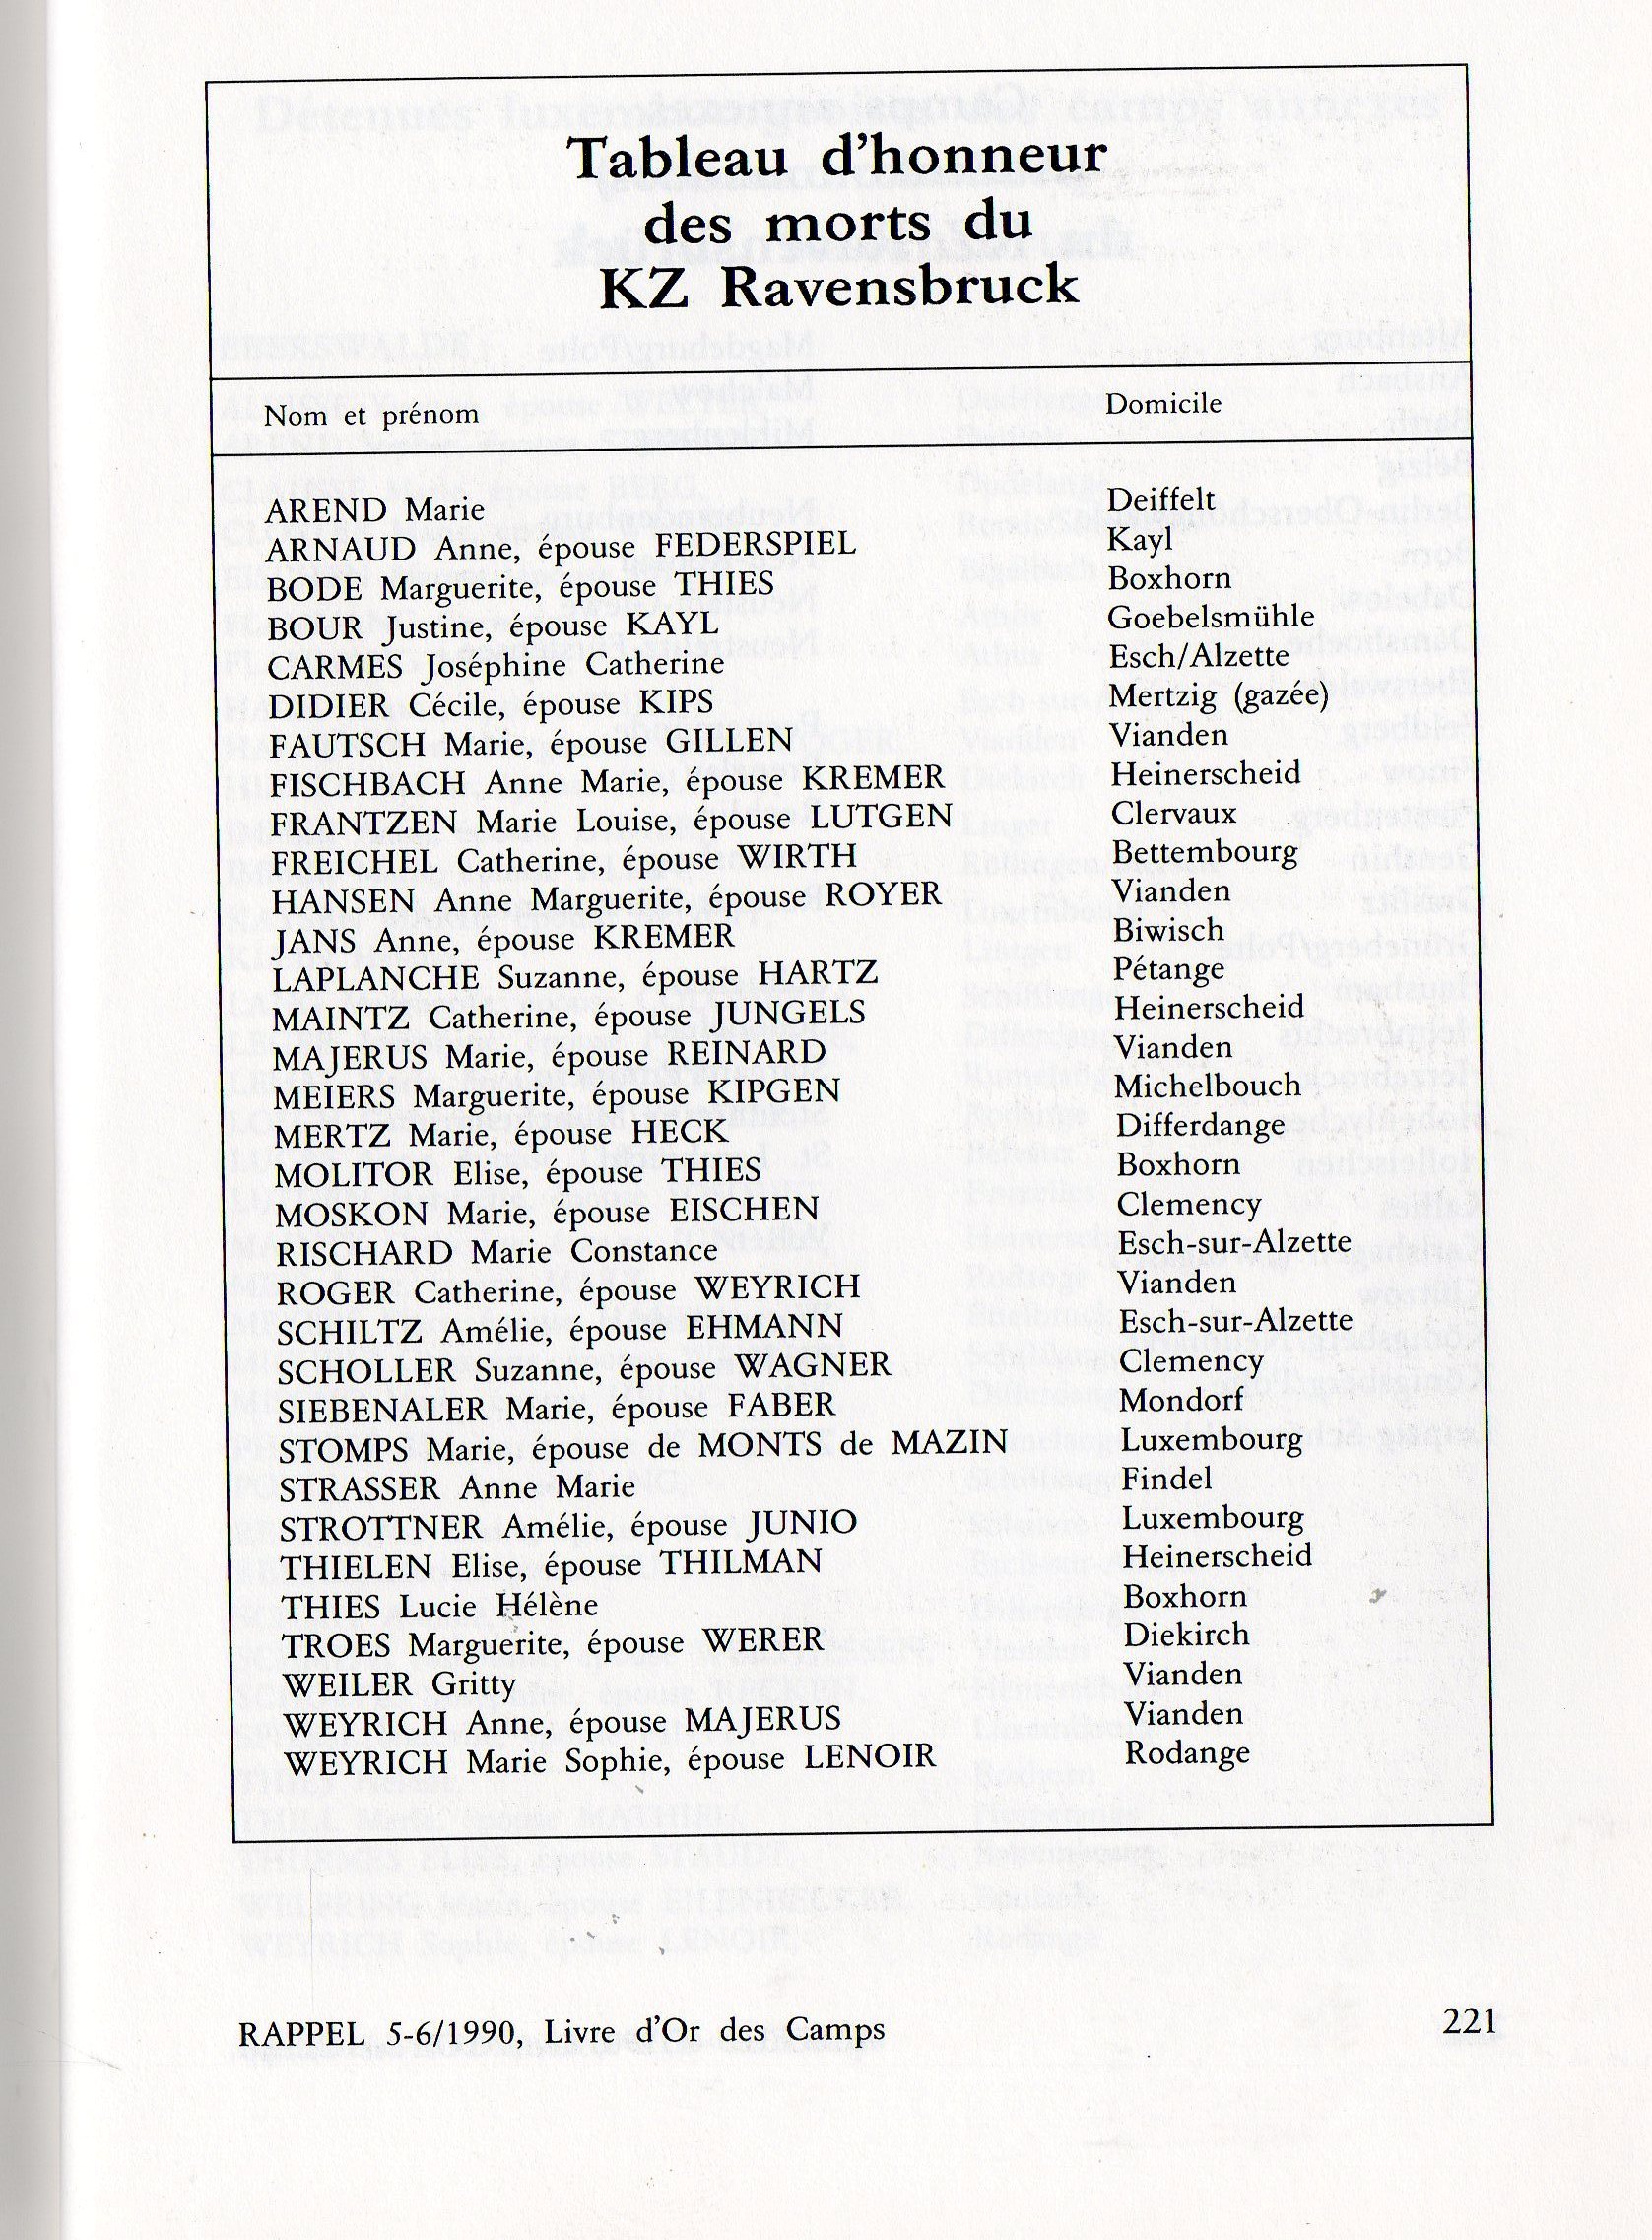 Tableau d'honneur
des morts du
KZ Ravensbruck
Nom et prénom Domicile
AREND Marie Deiffelt
ARNAUD Anne, épouse FEDERSPIEL Kayl
BODE Marguerite, épouse THIES Boxhorn
BOUR Justine, épouse KAYL Goebelsmühle
CARMES Joséphine Catherine Esch/Alzette
DIDIER Cécile, épouse KIPS Mertzig (gazée)
FAUTSCH Marie, épouse GILLEN Vianden
FISCHBACH Anne Marie, épouse KREMER Heinerscheid
FRANTZEN Marie Louise, épouse LUTGEN Clervaux
FREICHEL Catherine, épouse WIRTH Bettembourg
HANSEN Anne Marguerite, épouse ROYER Vianden
JANS Anne, épouse KREMER Biwisch
LAPLANCHE Suzanne, épouse HARTZ Pétange
MAINTZ Catherine, épouse JUNGELS Heinerscheid
MAJERUS Marie, épouse REINARD Vianden
MEIERS Marguerite, épouse KIPGEN Michelbouch
MERTZ Marie, épouse HECK Differdange
MOLITOR Elise, épouse THIES Boxhorn
MOSKON Marie, épouse EISCHEN Clemency
RISCHARD Marie Constance Esch-sur-Alzette
ROGER Catherine, épouse WEYRICH Vianden
SCHILTZ Amélie, épouse EHMANN Esch-sur-Alzette
SCHOLLER Suzanne, épouse WAGNER Clemency
SIEBENALER Marie, épouse FABER Mondorf
STOMPS Marie, épouse de MONTS de MAZIN Luxembourg
STRASSER Anne Marie Findel
STROTTNER Amélie, épouse JUNIO Luxembourg
THIELEN Elise, épouse THILMAN Heinerscheid
THIES Lucie Hélène Boxhorn
TROES Marguerite, épouse WERER Diekirch
WEILER Gritty Vianden
WEYRICH Anne, épouse MAJERUS Vianden
WEYRICH Marie Sophie, épouse LENOIR Rodange
RAPPEL 5-6/1990, Livre d'Or des Camps 221